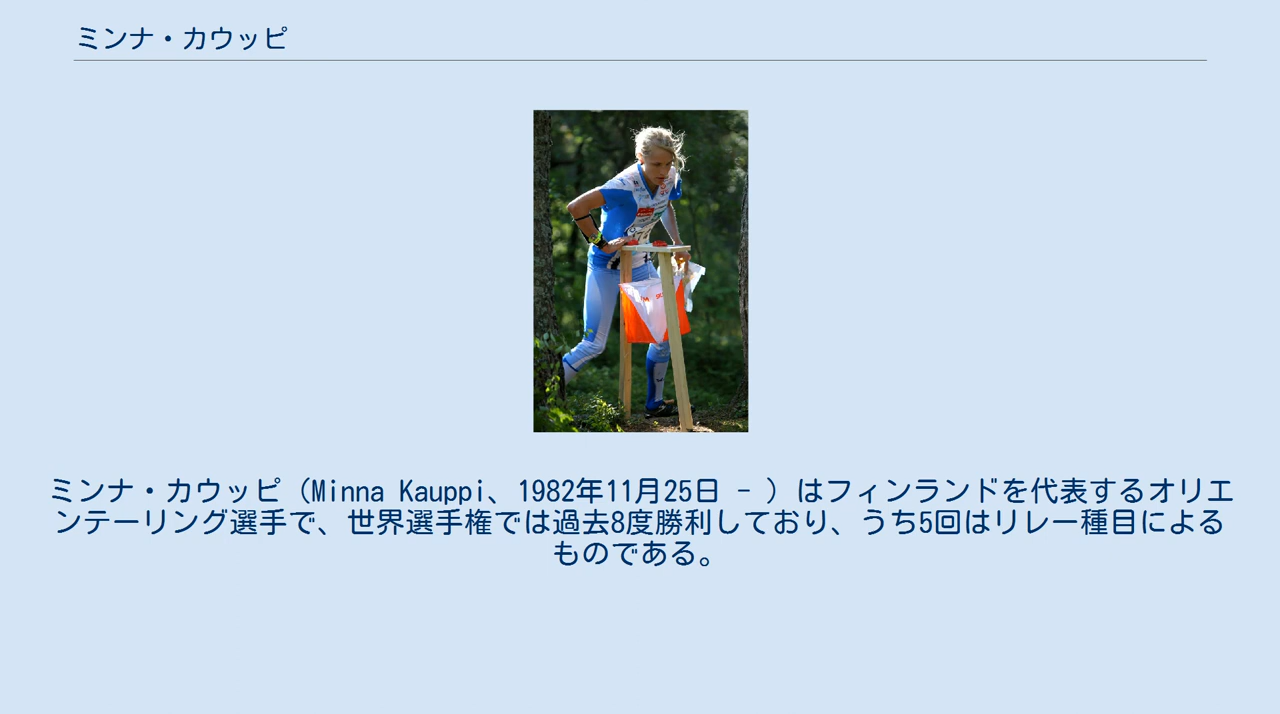 ミンナ・カウッピ
ミンナ・カウッピ（Minna Kauppi、1982年11月25日 - ）はフィンランドを代表するオリエ
ンテーリング選手で、世界選手権では過去8度勝利しており、うち5回はリレー種目による
ものである。